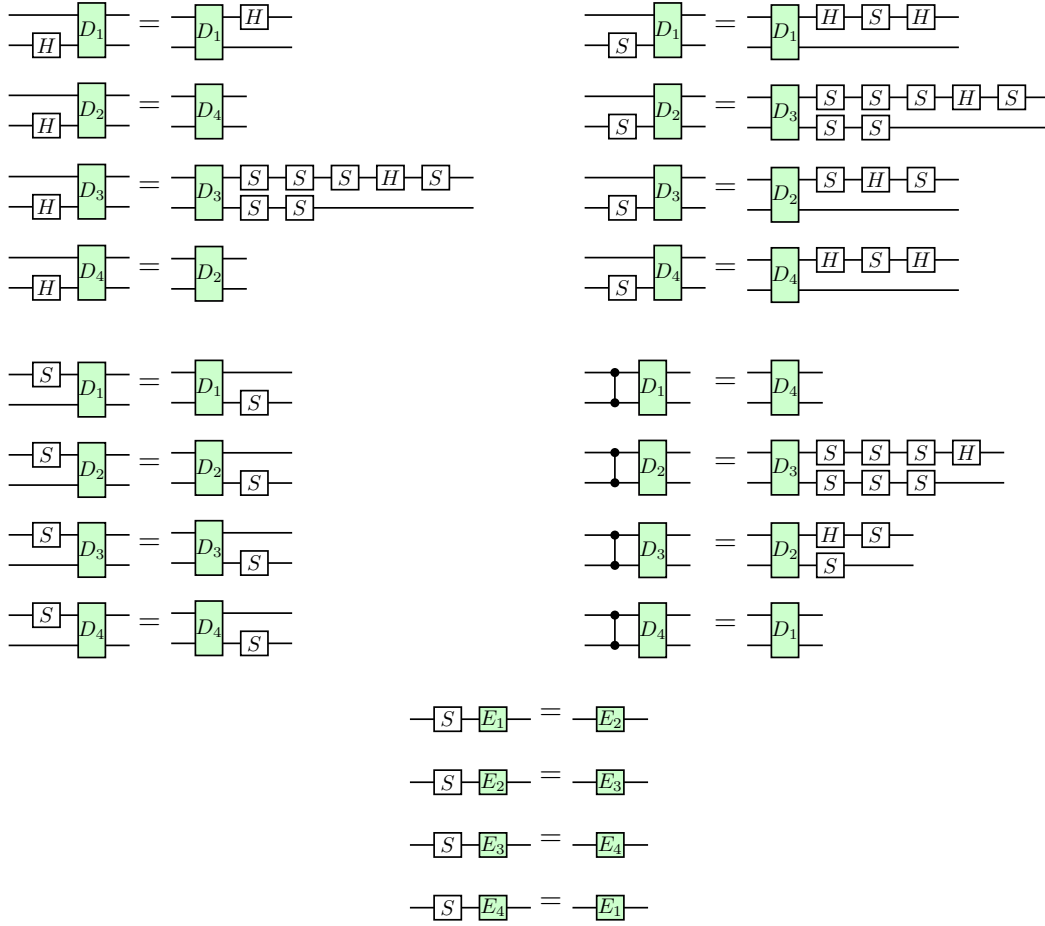 H D₁ = D₁ H
S D₁ = D₁ H S H
H D₂ = D₄
S D₂ = D₃ S S S H S S S
H D₃ = D₃ S S S H S S S
S D₃ = D₂ S H S
H D₄ = D₂
S D₄ = D₄ H S H
S D₁ = D₁ S
D₁ = D₄
S D₂ = D₂ S
D₂ = D₃ S S S H S S S
S D₃ = D₃ S
D₃ = D₂ H S S
S D₄ = D₄ S
D₄ = D₁
S E₁ = E₂
S E₂ = E₃
S E₃ = E₄
S E₄ = E₁